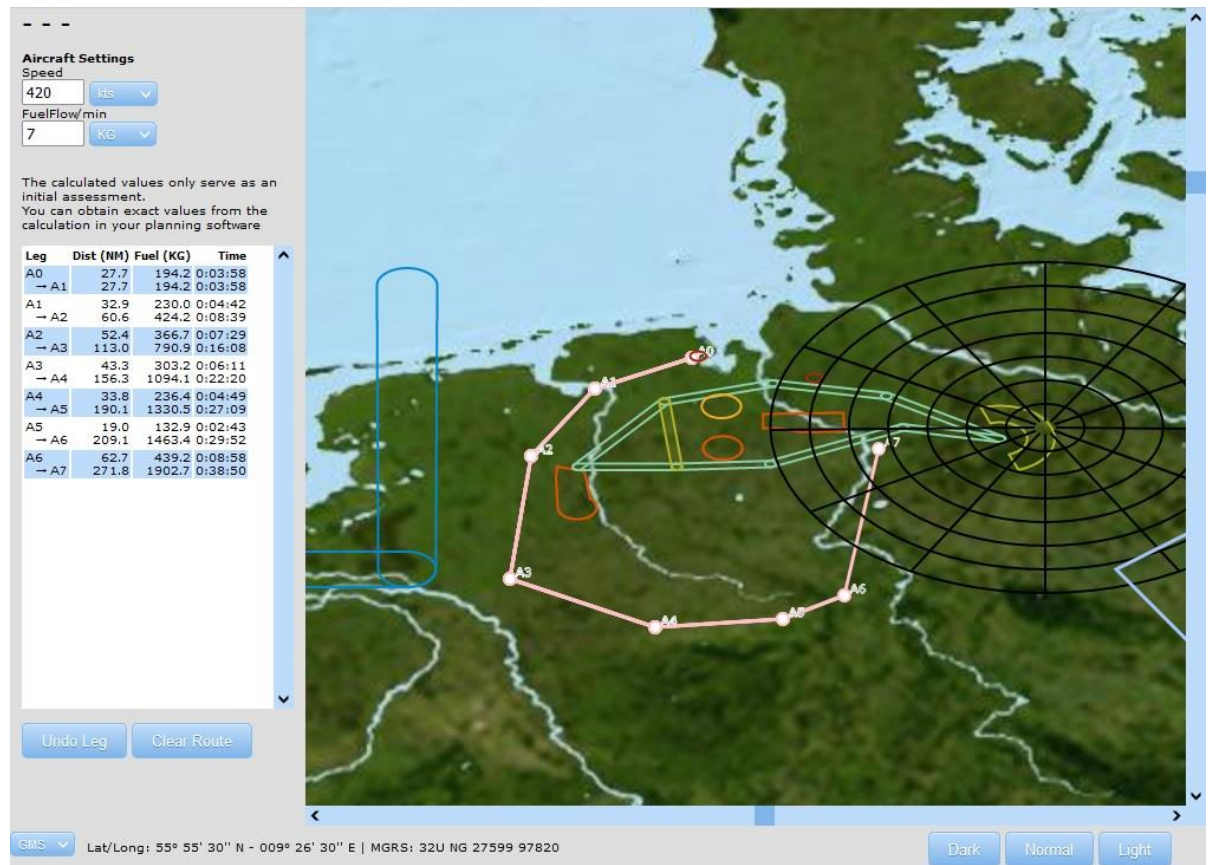 - - -
Aircraft Settings
Speed
420 kts
FuelFlow/min
7 KG
The calculated values only serve as an
initial assessment.
You can obtain exact values from the
calculation in your planning software
Leg Dist (NM) Fuel (KG) Time
A0 27.7 194.2 0:03:58
→ A1 27.7 194.2 0:03:58
A1 32.9 230.0 0:04:42
→ A2 60.6 424.2 0:08:39
A2 52.4 366.7 0:07:29
→ A3 113.0 790.9 0:16:08
A3 43.3 303.2 0:06:11
→ A4 156.3 1094.1 0:22:20
A4 33.8 236.4 0:04:49
→ A5 190.1 1330.5 0:27:09
A5 19.0 132.9 0:02:43
→ A6 209.1 1463.4 0:29:52
A6 62.7 439.2 0:08:58
→ A7 271.8 1902.7 0:38:50
Undo Leg Clear Route
A0
A1
A2
A7
A3
A6
A5
A4
GMS Lat/Long: 55º 55' 30'' N - 009º 26' 30'' E | MGRS: 32U NG 27599 97820
Dark Normal Light